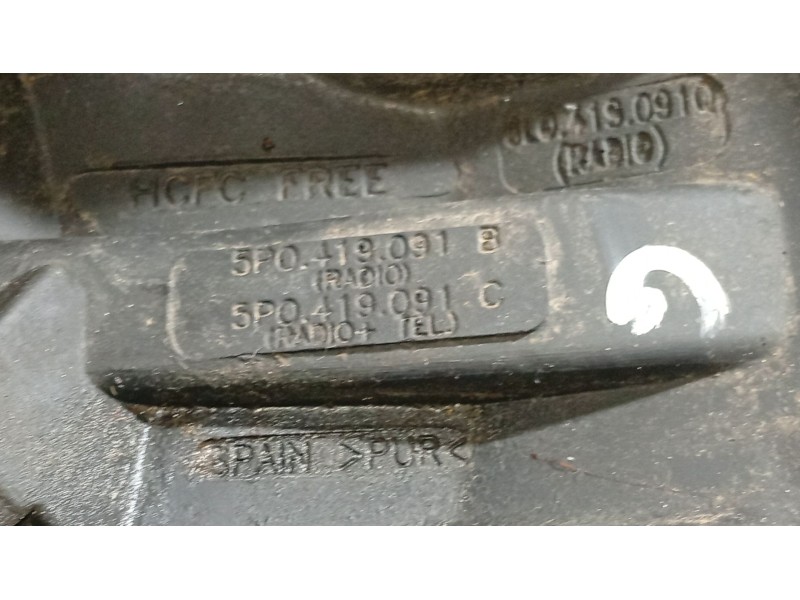 HCFC FREE
(RADIO)
5P0.419.091 B
(RADIO)
5P0.419.091 C
(RADIO+ TEL)
SPAIN >PUR<